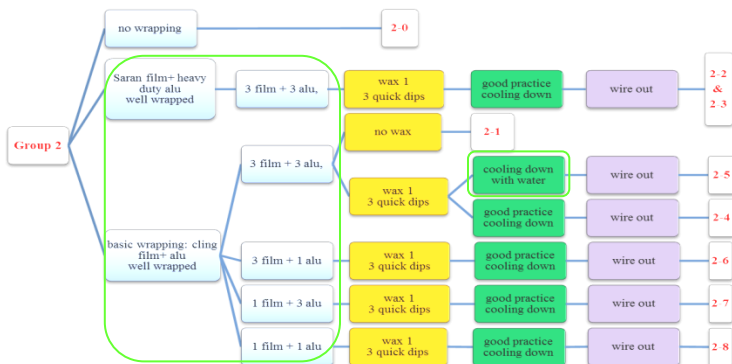 no wrapping
2-0
Saran film+ heavy
duty alu
well wrapped
3 film + 3 alu,
wax 1
3 quick dips
good practice
cooling down
wire out
2-2
&
2-3
Group 2
3 film + 3 alu,
no wax
2-1
wax 1
3 quick dips
cooling down
with water
wire out
2-5
good practice
cooling down
wire out
2-4
basic wrapping: cling
film+ alu
well wrapped
3 film + 1 alu
wax 1
3 quick dips
good practice
cooling down
wire out
2-6
1 film + 3 alu
wax 1
3 quick dips
good practice
cooling down
wire out
2-7
1 film + 1 alu
wax 1
3 quick dips
good practice
cooling down
wire out
2-8